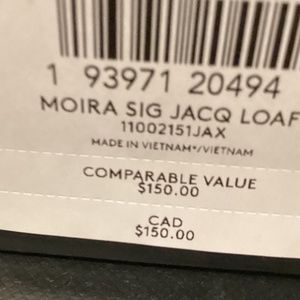 1 93971 20494
MOIRA SIG JACQ LOAF
11002151JAX
MADE IN VIETNAM*/VIETNAM
COMPARABLE VALUE
$150.00
CAD
$150.00